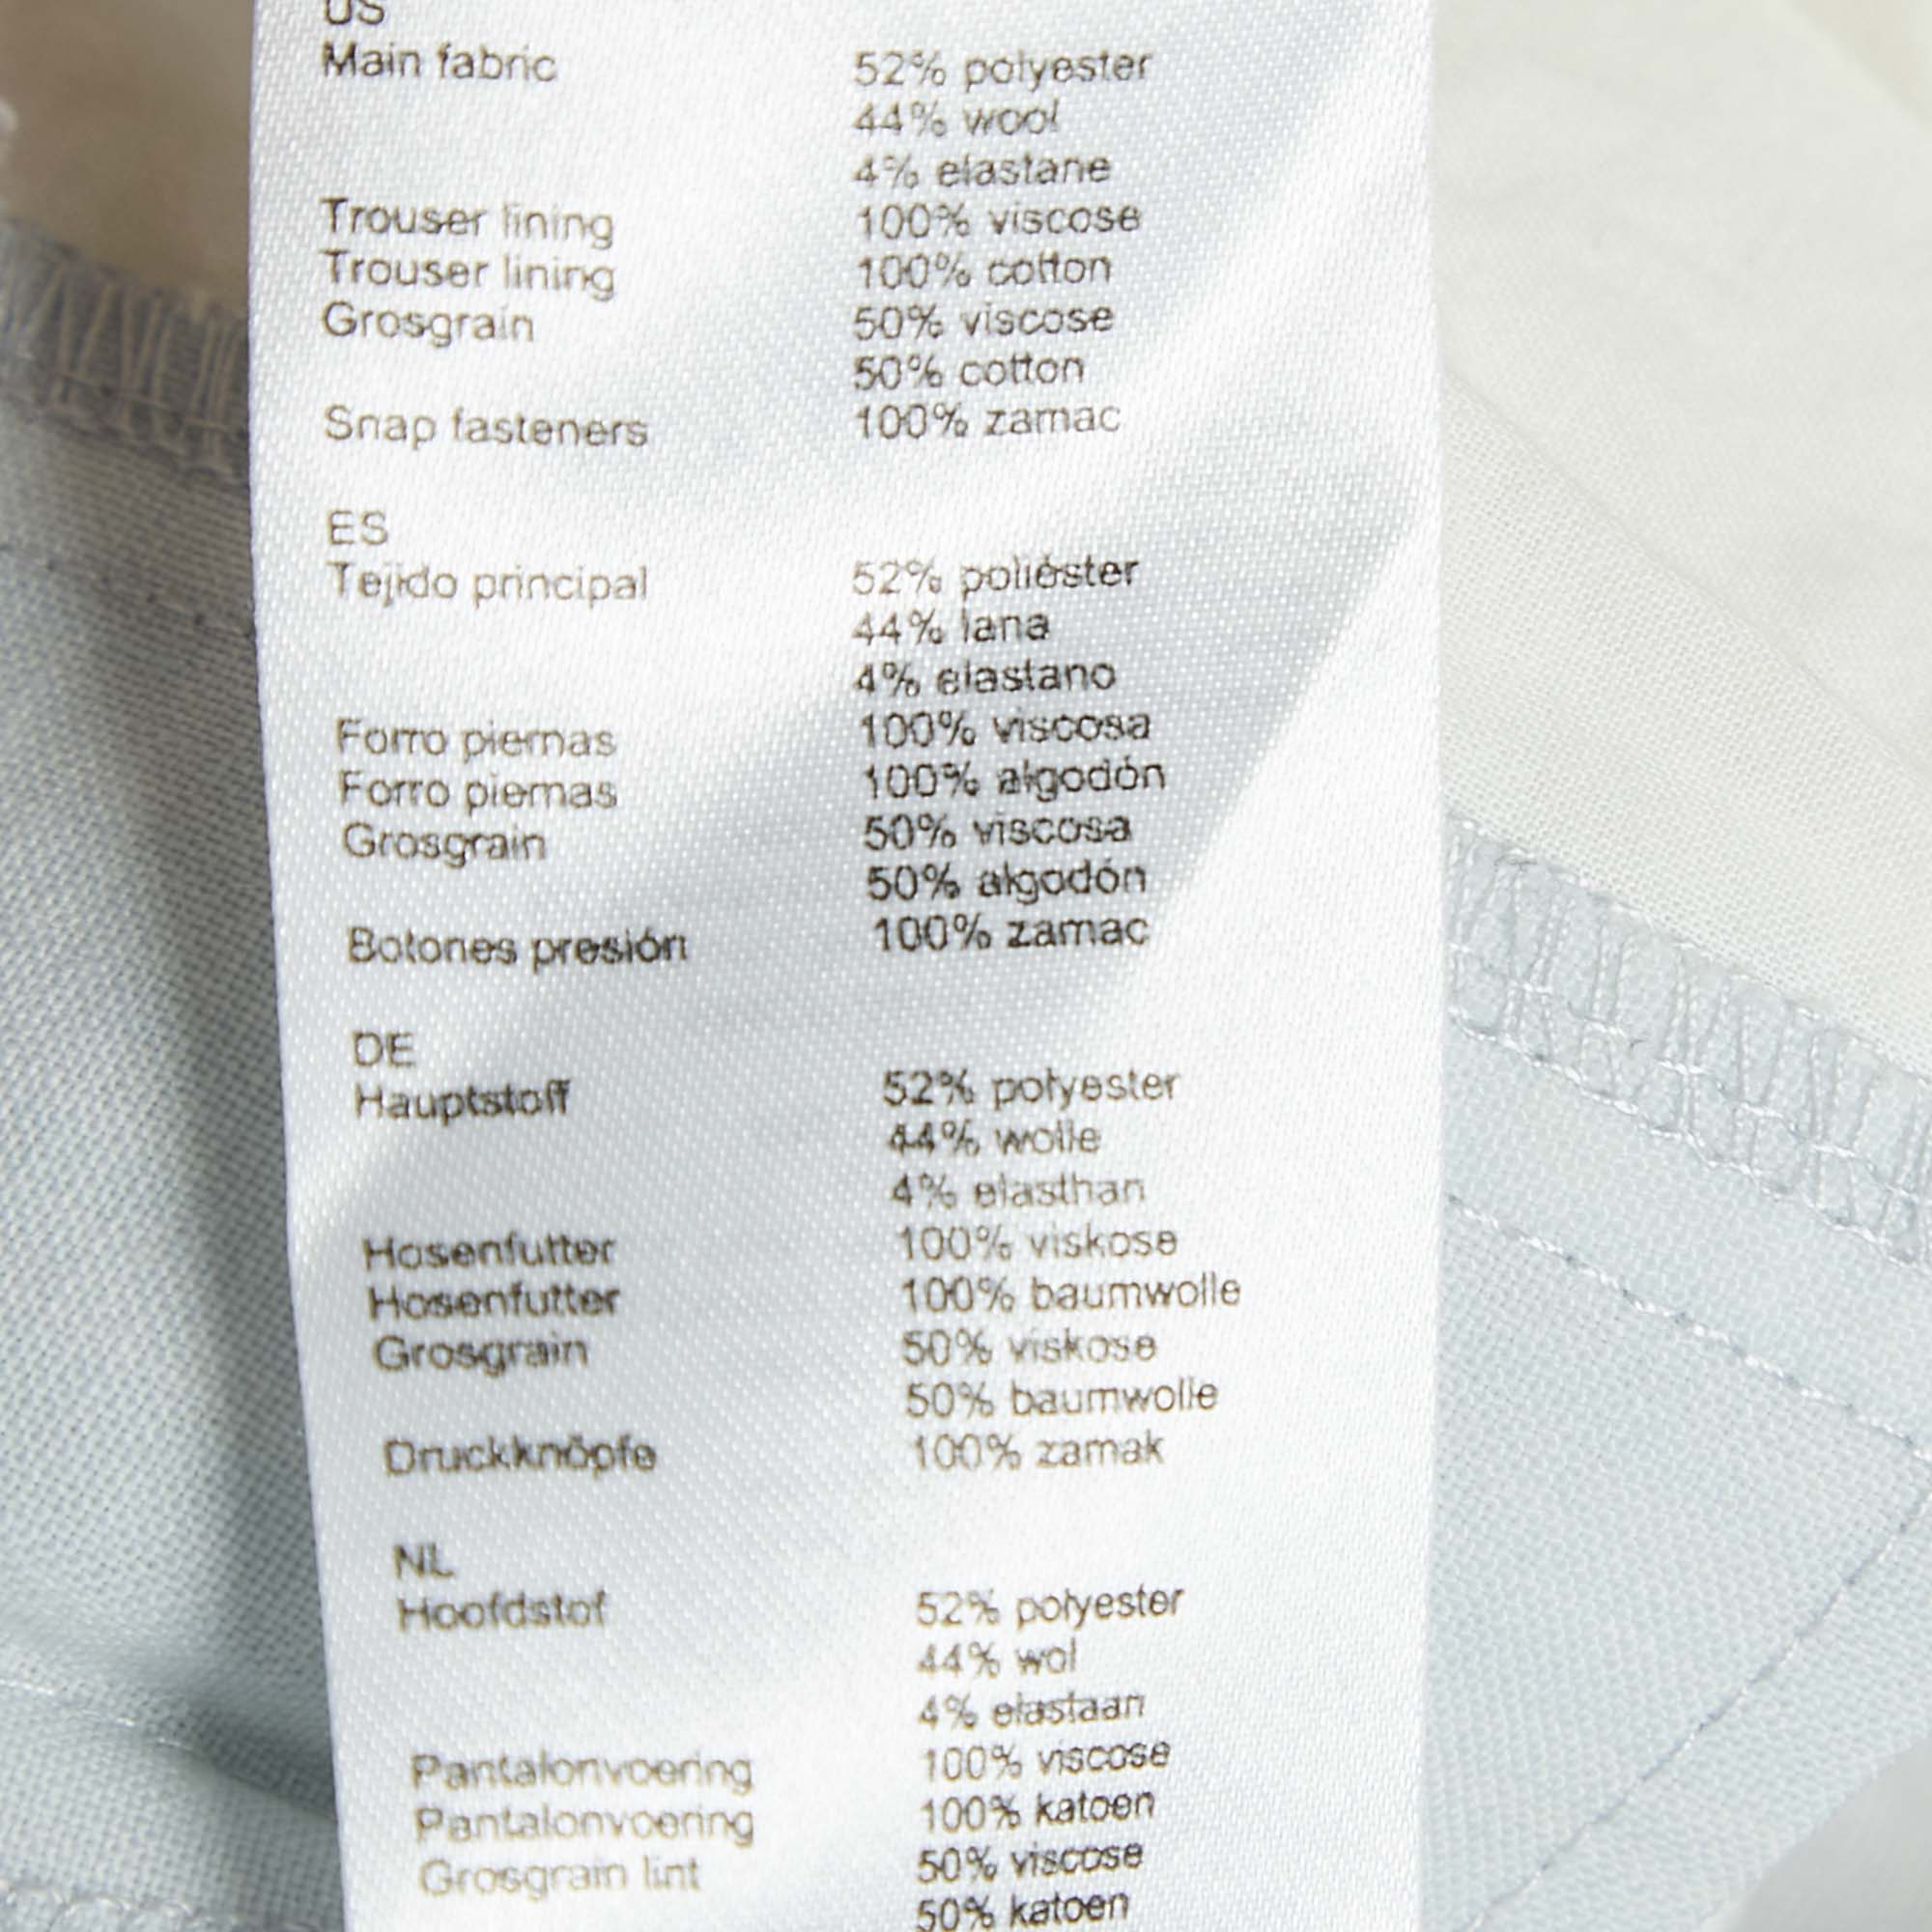 US
Main fabric 52% polyester
44% wool
4% elastane
Trouser lining 100% viscose
Trouser lining 100% cotton
Grosgrain 50% viscose
50% cotton
Snap fasteners 100% zamac
ES
Tejido principal 52% poliéster
44% lana
4% elastano
Forro piernas 100% viscosa
Forro piernas 100% algodón
Grosgrain 50% viscosa
50% algodón
Botones presión 100% zamac
DE
Hauptstoff 52% polyester
44% wolle
4% elasthan
Hosenfutter 100% viskose
Hosenfutter 100% baumwolle
Grosgrain 50% viskose
50% baumwolle
Druckknöpfe 100% zamak
NL
Hoofdstof 52% polyester
44% wol
4% elastaan
Pantalonvoering 100% viscose
Pantalonvoering 100% katoen
Grosgrain lint 50% viscose
50% katoen